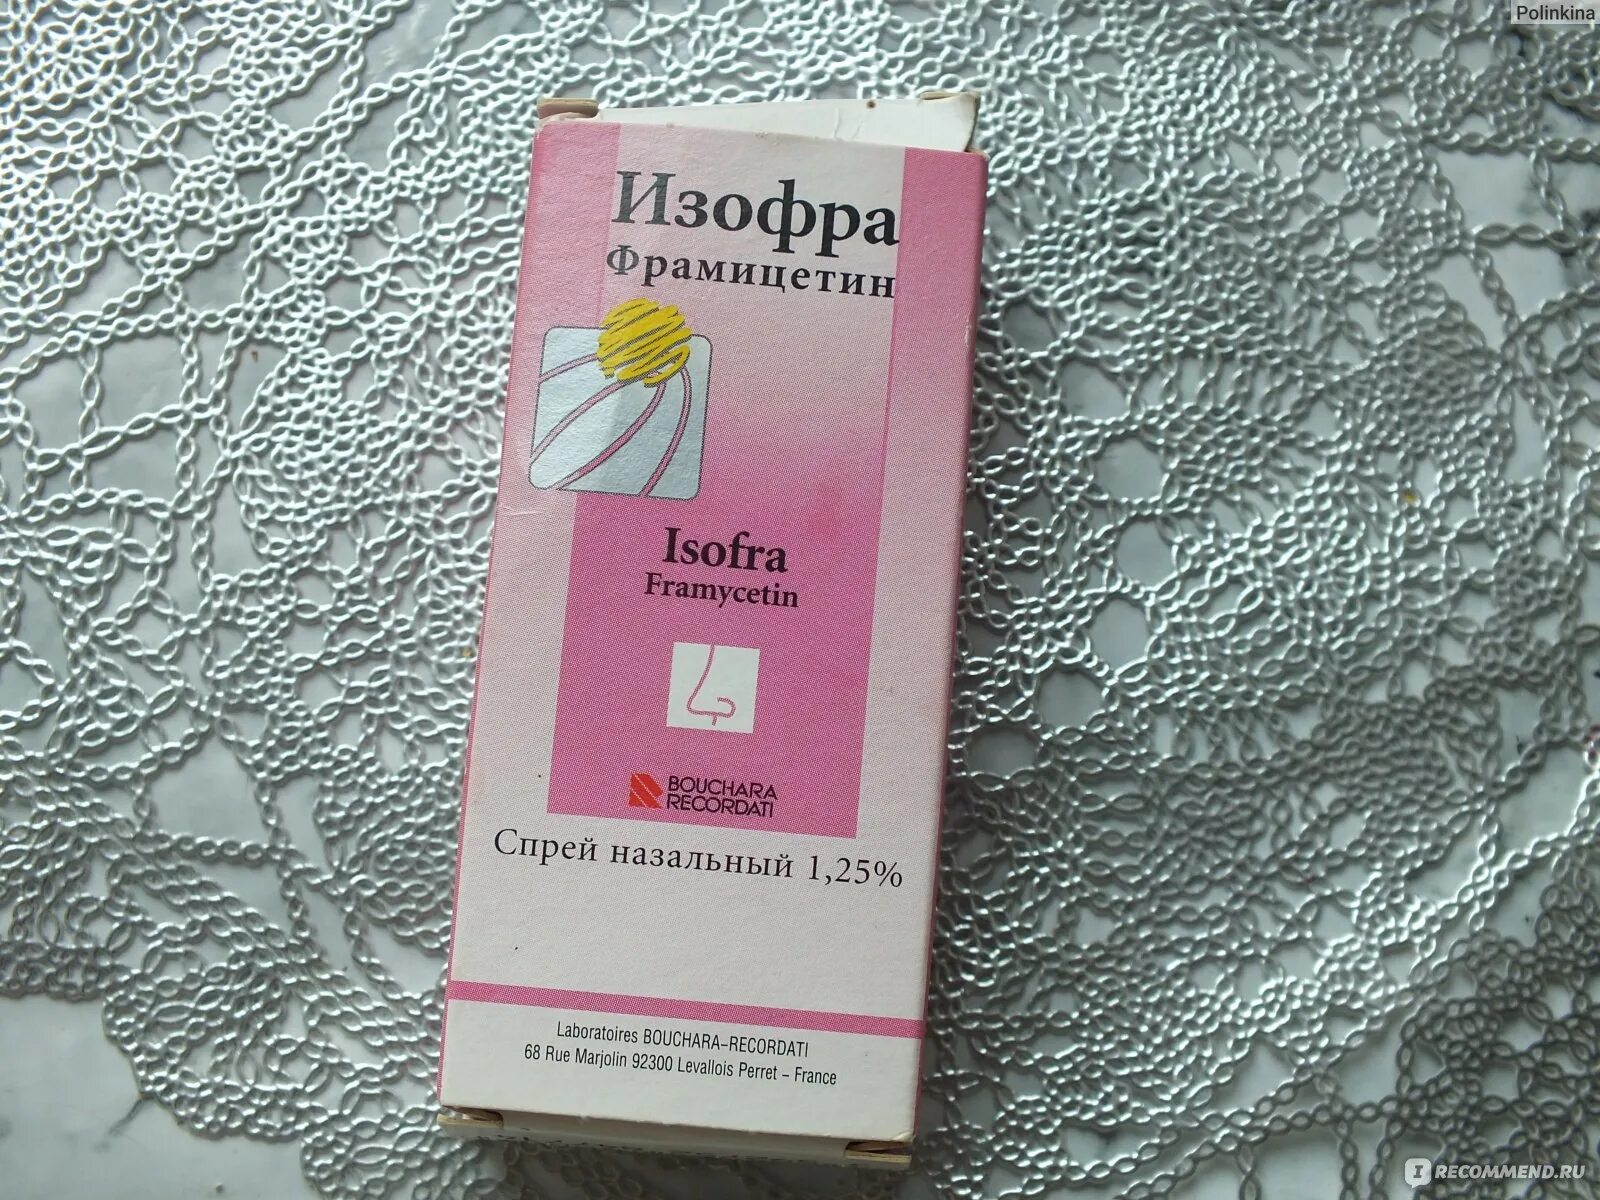 Polinkina
Изофра
Фрамицетин
Isofra
Framycetin
BOUCHARA
RECORDATI
Спрей назальный 1,25%
Laboratoires BOUCHARA–RECORDATI
68 Rue Marjolin 92300 Levallois Perret – France
IRECOMMEND.RU